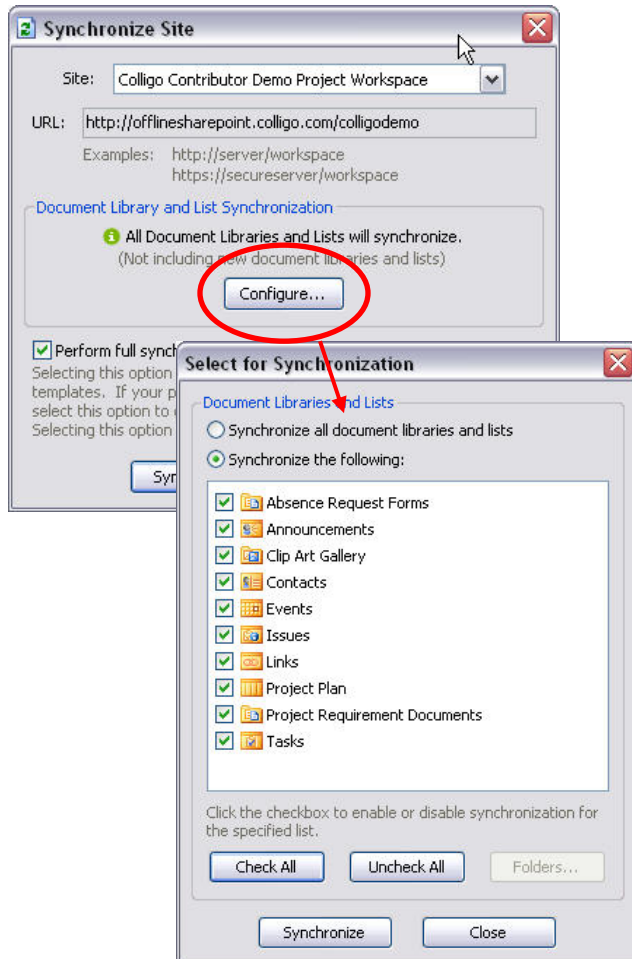 Synchronize Site
Site: Colligo Contributor Demo Project Workspace
URL: http://offlinesharepoint.colligo.com/colligodemo
Examples: http://server/workspace
https://secureserver/workspace
Document Library and List Synchronization
All Document Libraries and Lists will synchronize.
(Not including new document libraries and lists)
Configure...
Perform full synch
Selecting this option
templates. If your p
select this option to
Selecting this option
Syn
Select for Synchronization
Document Libraries and Lists
Synchronize all document libraries and lists
Synchronize the following:
Absence Request Forms
Announcements
Clip Art Gallery
Contacts
Events
Issues
Links
Project Plan
Project Requirement Documents
Tasks
Click the checkbox to enable or disable synchronization for
the specified list.
Check All
Uncheck All
Folders...
Synchronize
Close